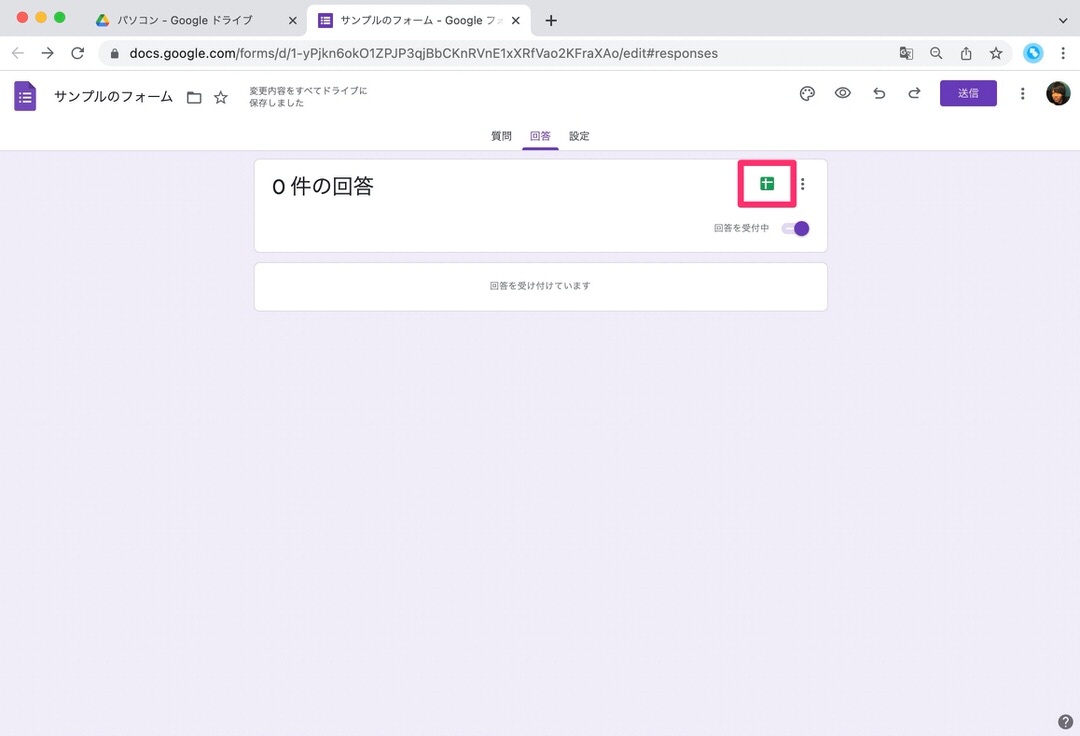 パソコン - Google ドライブ
サンプルのフォーム - Google フォ
docs.google.com/forms/d/1-yPjkn6okO1ZPJP3qjBbCKnRVnE1xXRfVao2KFraXAo/edit#responses
サンプルのフォーム
変更内容をすべてドライブに
保存しました
送信
質問 回答 設定
0 件の回答
回答を受付中
回答を受け付けています